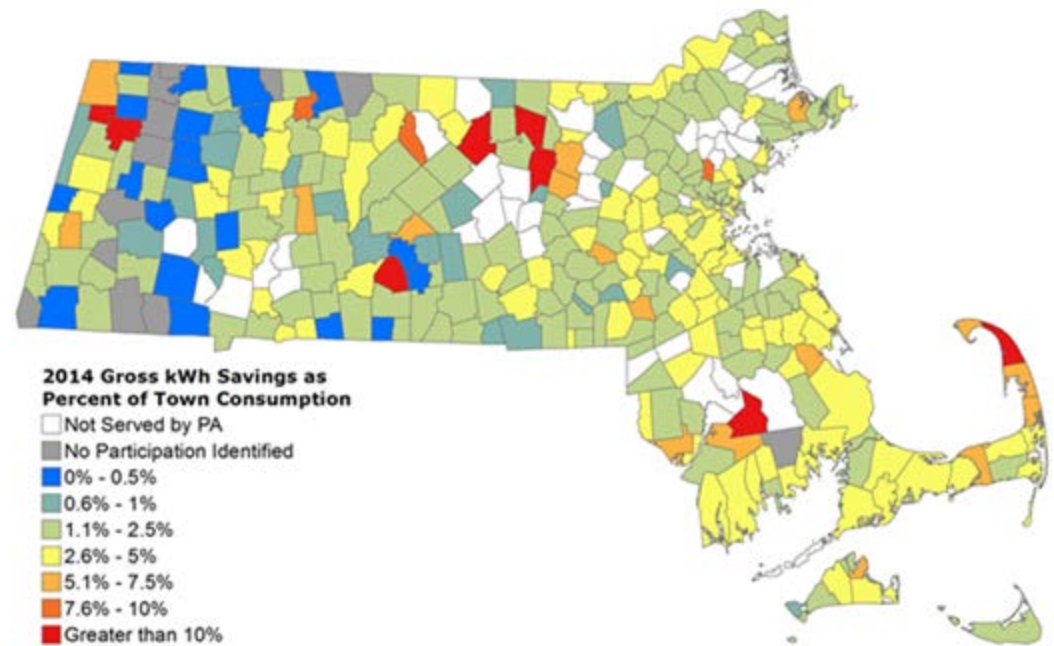 2014 Gross kWh Savings as
Percent of Town Consumption
Not Served by PA
No Participation Identified
0% - 0.5%
0.6% - 1%
1.1% - 2.5%
2.6% - 5%
5.1% - 7.5%
7.6% - 10%
Greater than 10%